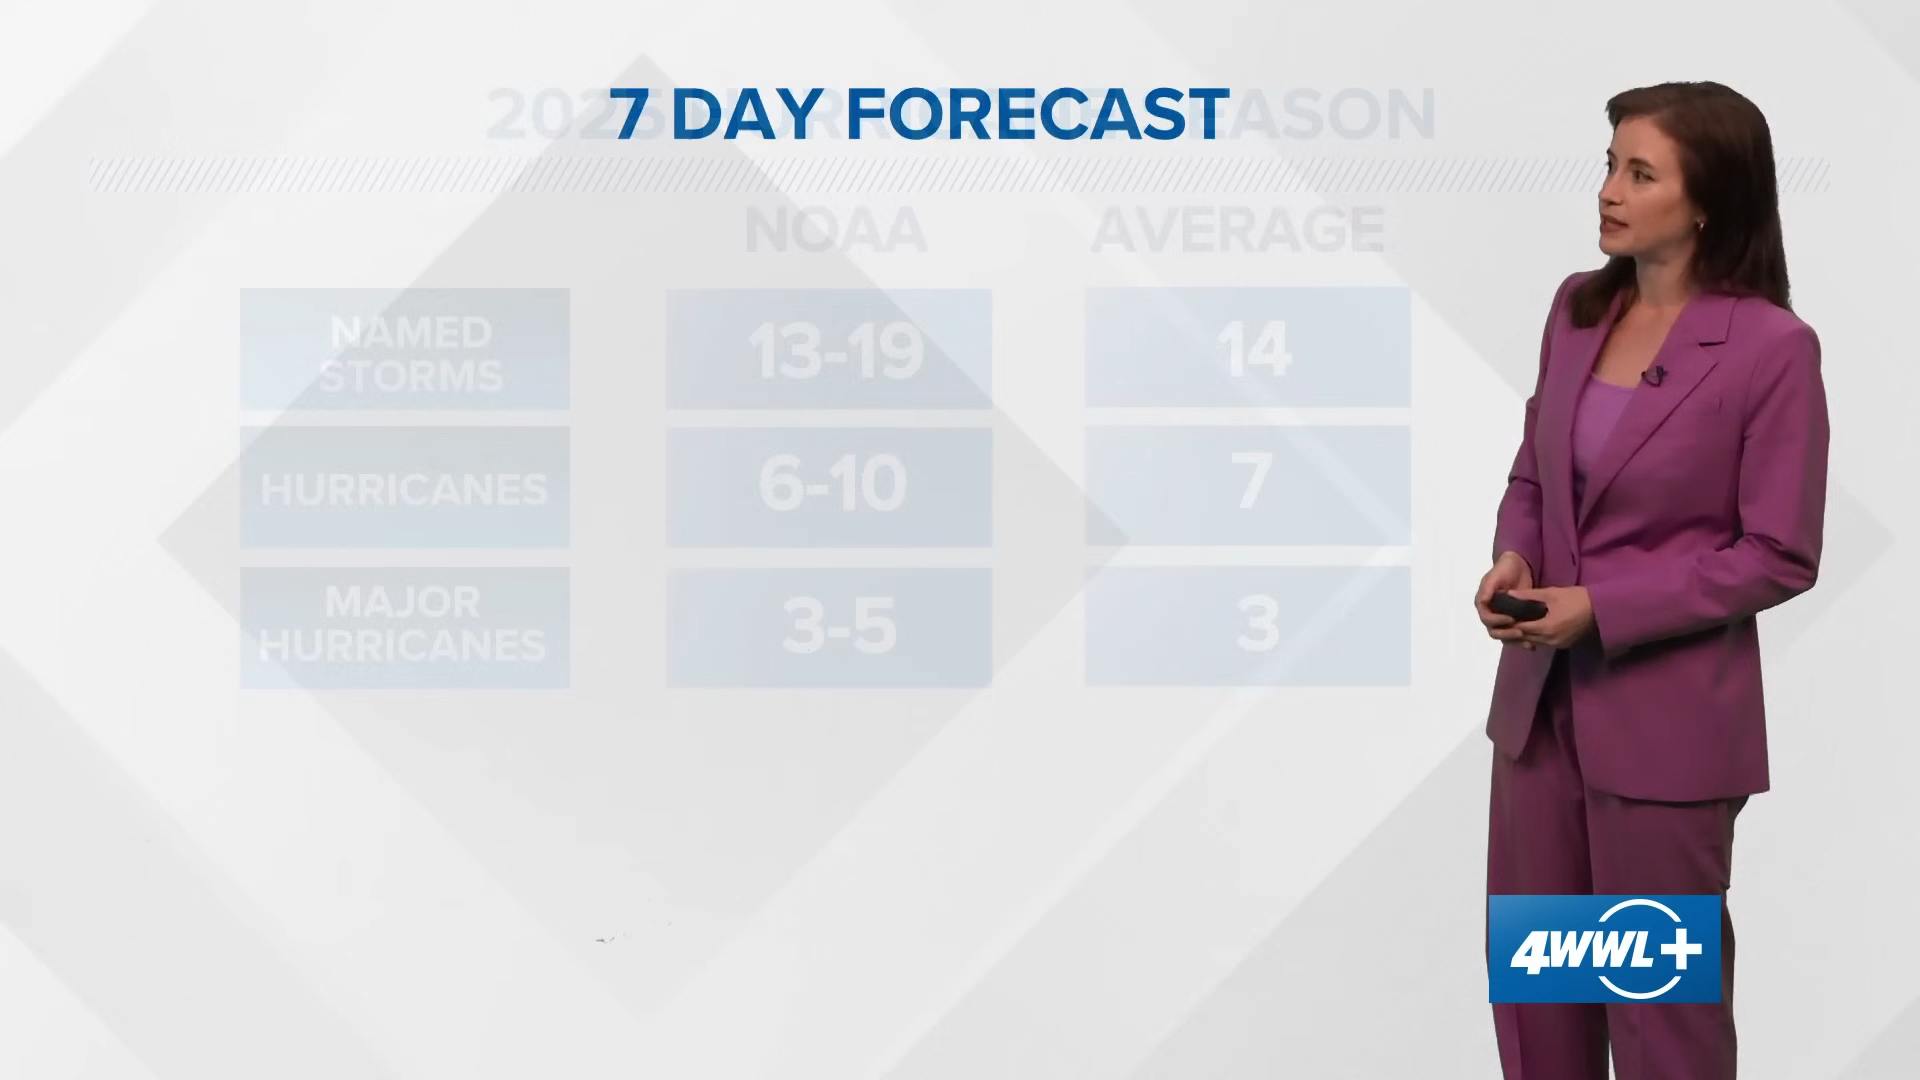 7 DAY FORECAST
NOAA AVERAGE
NAMED STORMS 13-19 14
HURRICANES 6-10 7
MAJOR HURRICANES 3-5 3
4WWL+